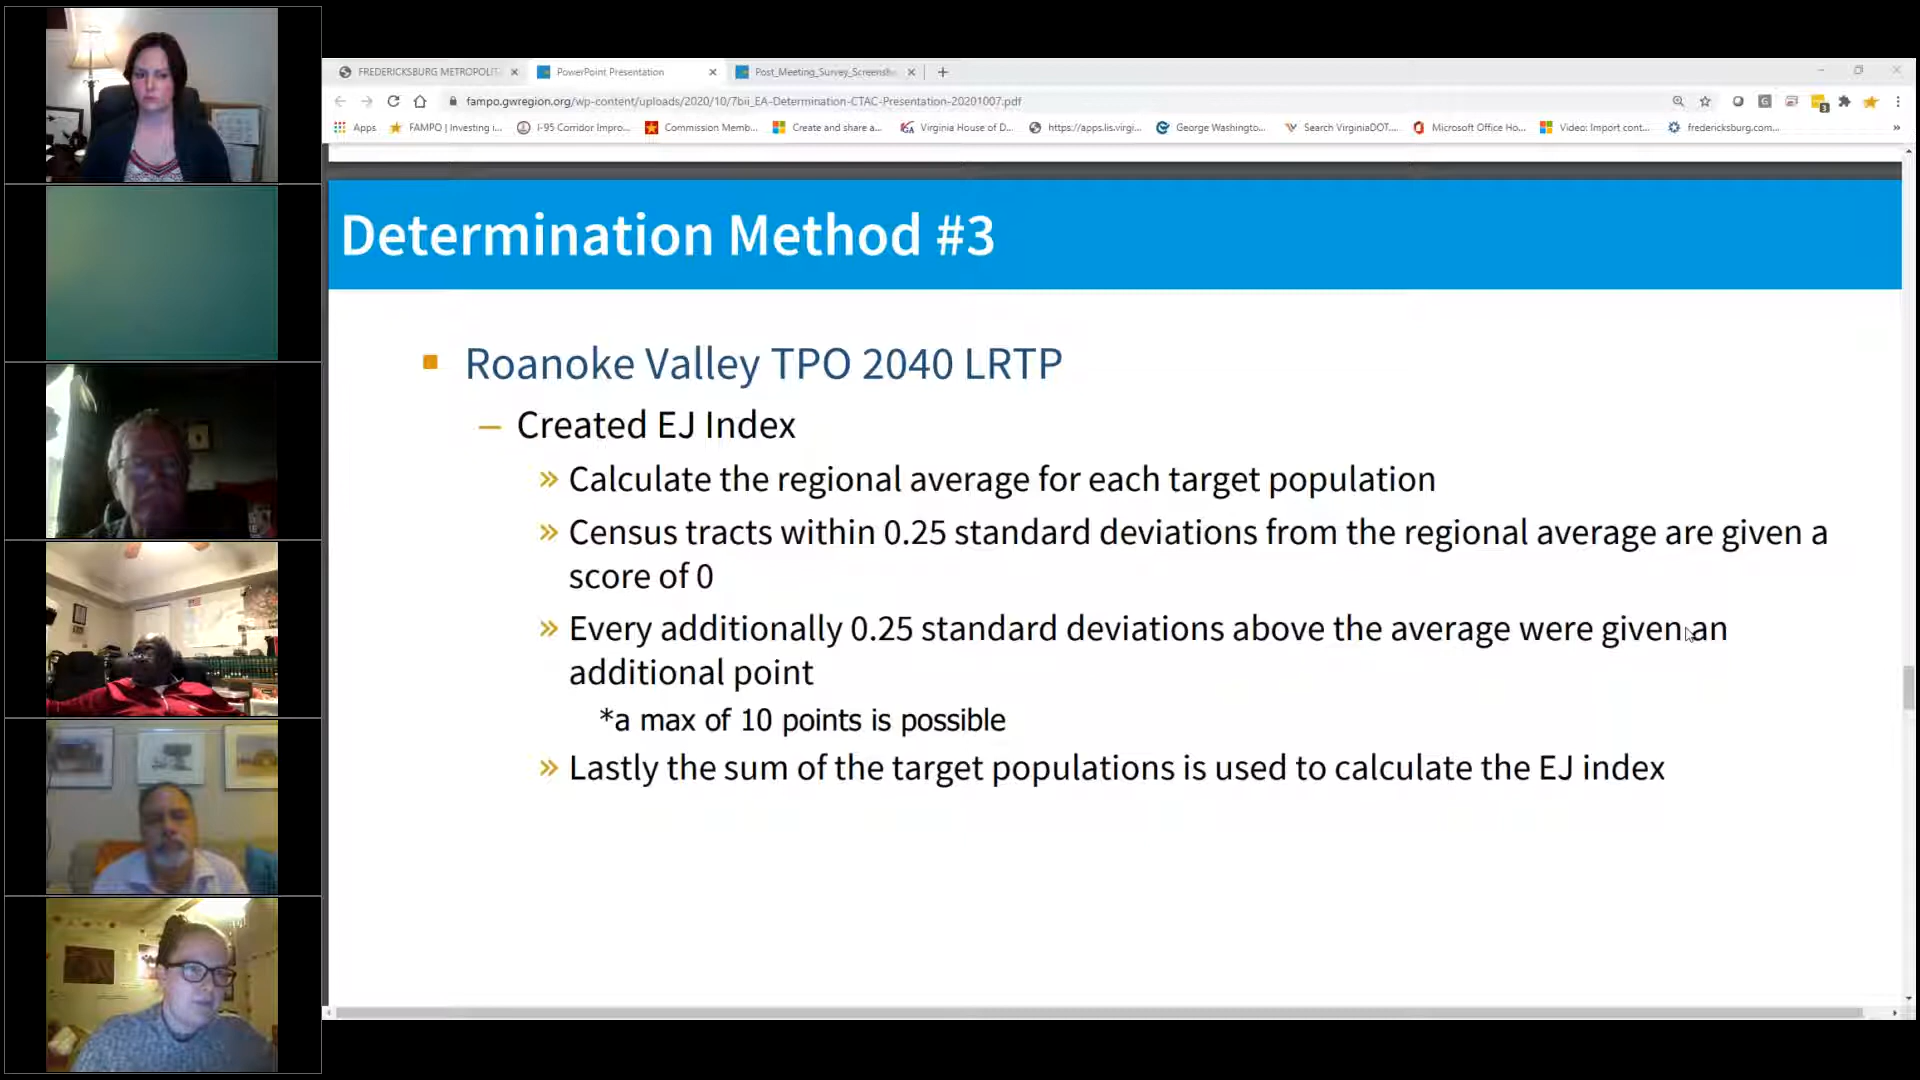 FREDERICKSBURG METROPOLIT
PowerPoint Presentation
Post_Meeting_Survey_Screensh
fampo.gwregion.org/wp-content/uploads/2020/10/7bii_EA-Determination-CTAC-Presentation-20201007.pdf
Apps
FAMPO | Investing i...
I-95 Corridor Impro...
Commission Memb...
Create and share a...
Virginia House of D...
https://apps.lis.virgi...
George Washingto...
Search VirginiaDOT....
Microsoft Office Ho...
Video: Import cont...
fredericksburg.com...
Determination Method #3
Roanoke Valley TPO 2040 LRTP
– Created EJ Index
» Calculate the regional average for each target population
» Census tracts within 0.25 standard deviations from the regional average are given a
score of 0
» Every additionally 0.25 standard deviations above the average were given an
additional point
*a max of 10 points is possible
» Lastly the sum of the target populations is used to calculate the EJ index